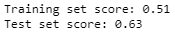 Training set score: 0.51
Test set score: 0.63